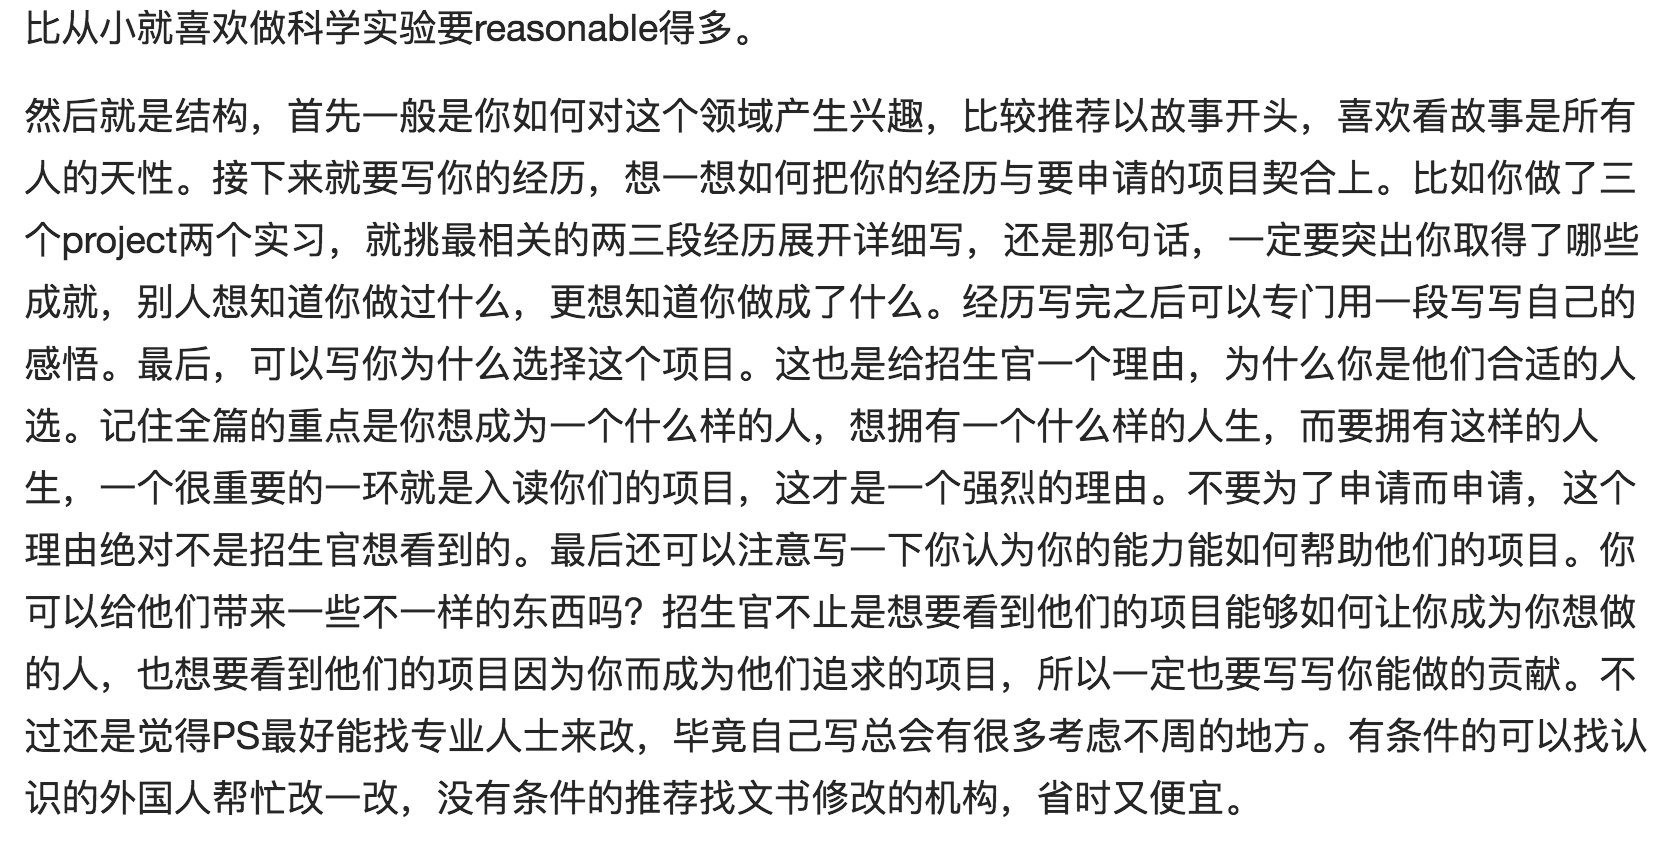 比从小就喜欢做科学实验要reasonable得多。
然后就是结构，首先一般是你如何对这个领域产生兴趣，比较推荐以故事开头，喜欢看故事是所有
人的天性。接下来就要写你的经历，想一想如何把你的经历与要申请的项目契合上。比如你做了三
个project两个实习，就挑最相关的两三段经历展开详细写，还是那句话，一定要突出你取得了哪些
成就，别人想知道你做过什么，更想知道你做成了什么。经历写完之后可以专门用一段写写自己的
感悟。最后，可以写你为什么选择这个项目。这也是给招生官一个理由，为什么你是他们合适的人
选。记住全篇的重点是你想成为一个什么样的人，想拥有一个什么样的人生，而要拥有这样的人
生，一个很重要的一环就是入读你们的项目，这才是一个强烈的理由。不要为了申请而申请，这个
理由绝对不是招生官想看到的。最后还可以注意写一下你认为你的能力能如何帮助他们的项目。你
可以给他们带来一些不一样的东西吗？招生官不止是想要看到他们的项目能够如何让你成为你想做
的人，也想要看到他们的项目因为你而成为他们追求的项目，所以一定也要写写你能做的贡献。不
过还是觉得PS最好能找专业人士来改，毕竟自己写总会有很多考虑不周的地方。有条件的可以找认
识的外国人帮忙改一改，没有条件的推荐找文书修改的机构，省时又便宜。